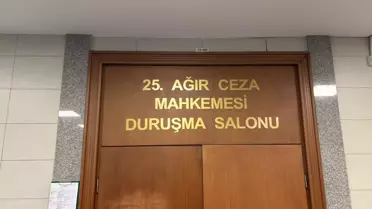 25. AĞIR CEZA
MAHKEMESİ
DURUŞMA SALONU